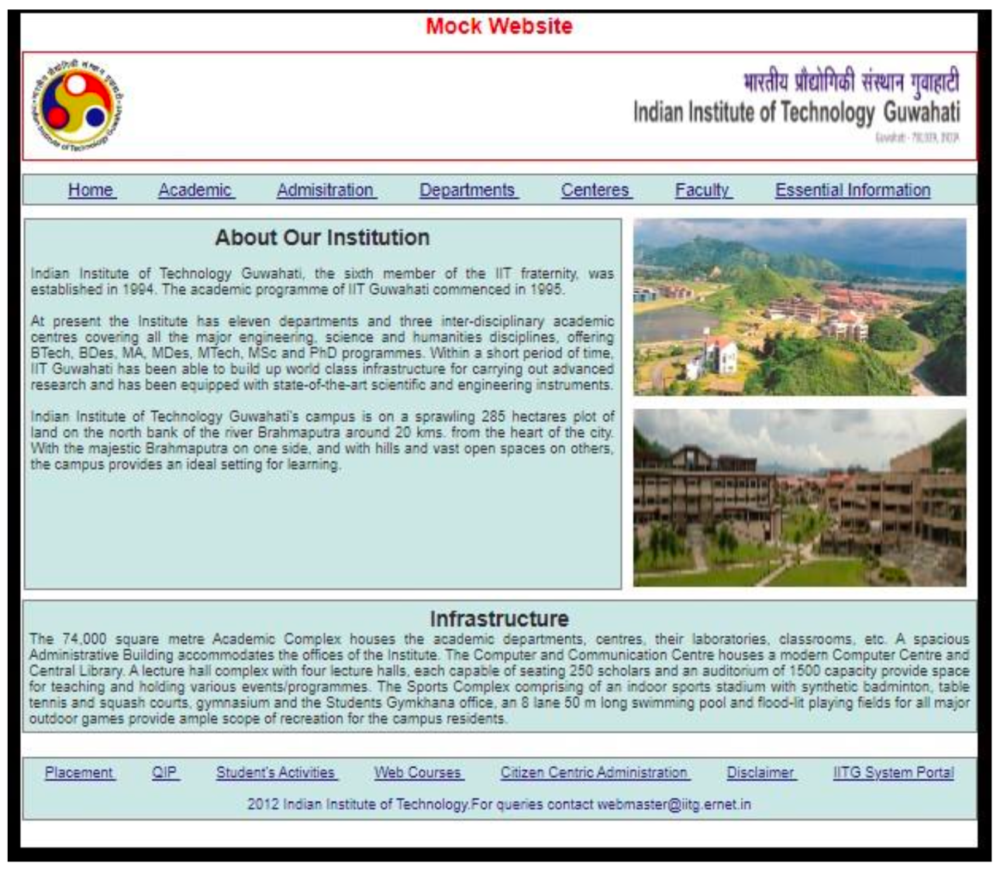 Mock Website
भारतीय प्रौद्योगिकी संस्थान गुवाहाटी
Indian Institute of Technology Guwahati
Guwahati - 781039, INDIA
Home Academic Admisitration Departments Centeres Faculty Essential Information
About Our Institution
Indian Institute of Technology Guwahati, the sixth member of the IIT fraternity, was
established in 1994. The academic programme of IIT Guwahati commenced in 1995.
At present the Institute has eleven departments and three inter-disciplinary academic
centres covering all the major engineering, science and humanities disciplines, offering
BTech, BDes, MA, MDes, MTech, MSc and PhD programmes. Within a short period of time,
IIT Guwahati has been able to build up world class infrastructure for carrying out advanced
research and has been equipped with state-of-the-art scientific and engineering instruments.
Indian Institute of Technology Guwahati's campus is on a sprawling 285 hectares plot of
land on the north bank of the river Brahmaputra around 20 kms. from the heart of the city.
With the majestic Brahmaputra on one side, and with hills and vast open spaces on others,
the campus provides an ideal setting for learning.
Infrastructure
The 74,000 square metre Academic Complex houses the academic departments, centres, their laboratories, classrooms, etc. A spacious
Administrative Building accommodates the offices of the Institute. The Computer and Communication Centre houses a modern Computer Centre and
Central Library. A lecture hall complex with four lecture halls, each capable of seating 250 scholars and an auditorium of 1500 capacity provide space
for teaching and holding various events/programmes. The Sports Complex comprising of an indoor sports stadium with synthetic badminton, table
tennis and squash courts, gymnasium and the Students Gymkhana office, an 8 lane 50 m long swimming pool and flood-lit playing fields for all major
outdoor games provide ample scope of recreation for the campus residents.
Placement QIP Student's Activities Web Courses Citizen Centric Administration Disclaimer IITG System Portal
2012 Indian Institute of Technology.For queries contact webmaster@iitg.ernet.in